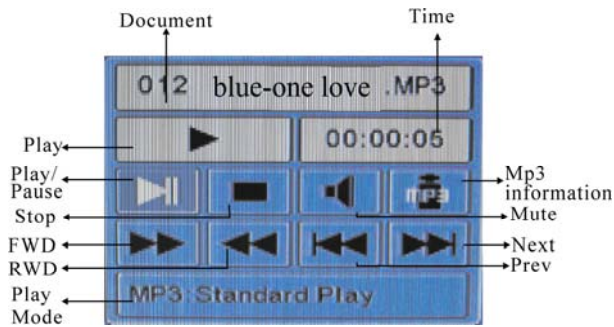 Document
Time
012 blue-one love .MP3
Play
00:00:05
Play/
Pause
mp3
Mp3
information
Stop
Mute
FWD
Next
RWD
Prev
Play
Mode
MP3:Standard Play